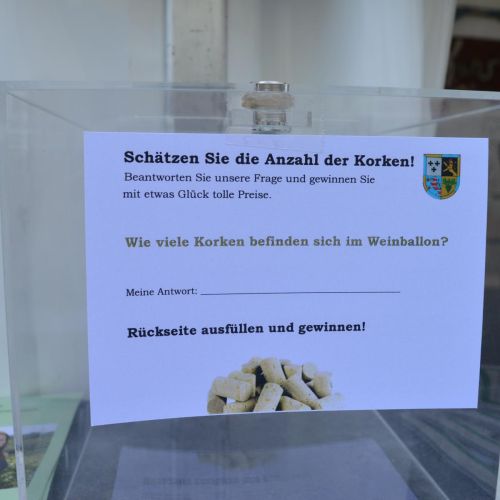 Schätzen Sie die Anzahl der Korken!
Beantworten Sie unsere Frage und gewinnen Sie
mit etwas Glück tolle Preise.
Wie viele Korken befinden sich im Weinballon?
Meine Antwort:
Rückseite ausfüllen und gewinnen!